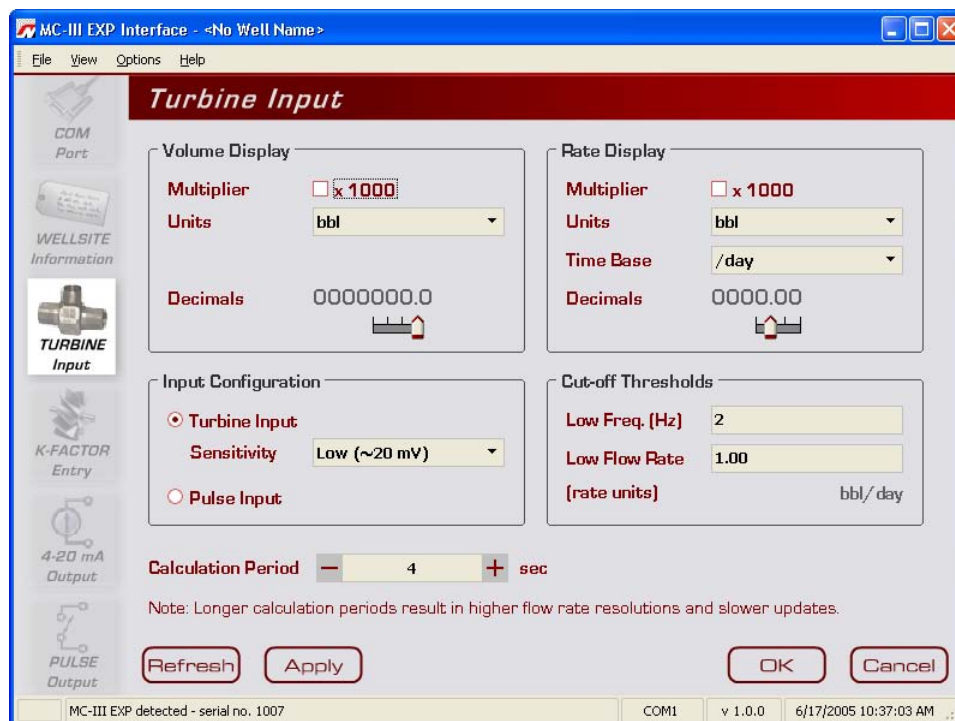 MC-III EXP Interface - <No Well Name>
File View Options Help
COM
Port
WELLSITE
Information
TURBINE
Input
K-FACTOR
Entry
4-20 mA
Output
PULSE
Output
Turbine Input
Volume Display
Multiplier x 1000
Units bbl
Decimals 0000000.0
Rate Display
Multiplier x 1000
Units bbl
Time Base /day
Decimals 0000.00
Input Configuration
Turbine Input
Sensitivity Low (~20 mV)
Pulse Input
Cut-off Thresholds
Low Freq. (Hz) 2
Low Flow Rate 1.00
(rate units) bbl/day
Calculation Period − 4 + sec
Note: Longer calculation periods result in higher flow rate resolutions and slower updates.
Refresh Apply OK Cancel
MC-III EXP detected - serial no. 1007 COM1 v 1.0.0 6/17/2005 10:37:03 AM